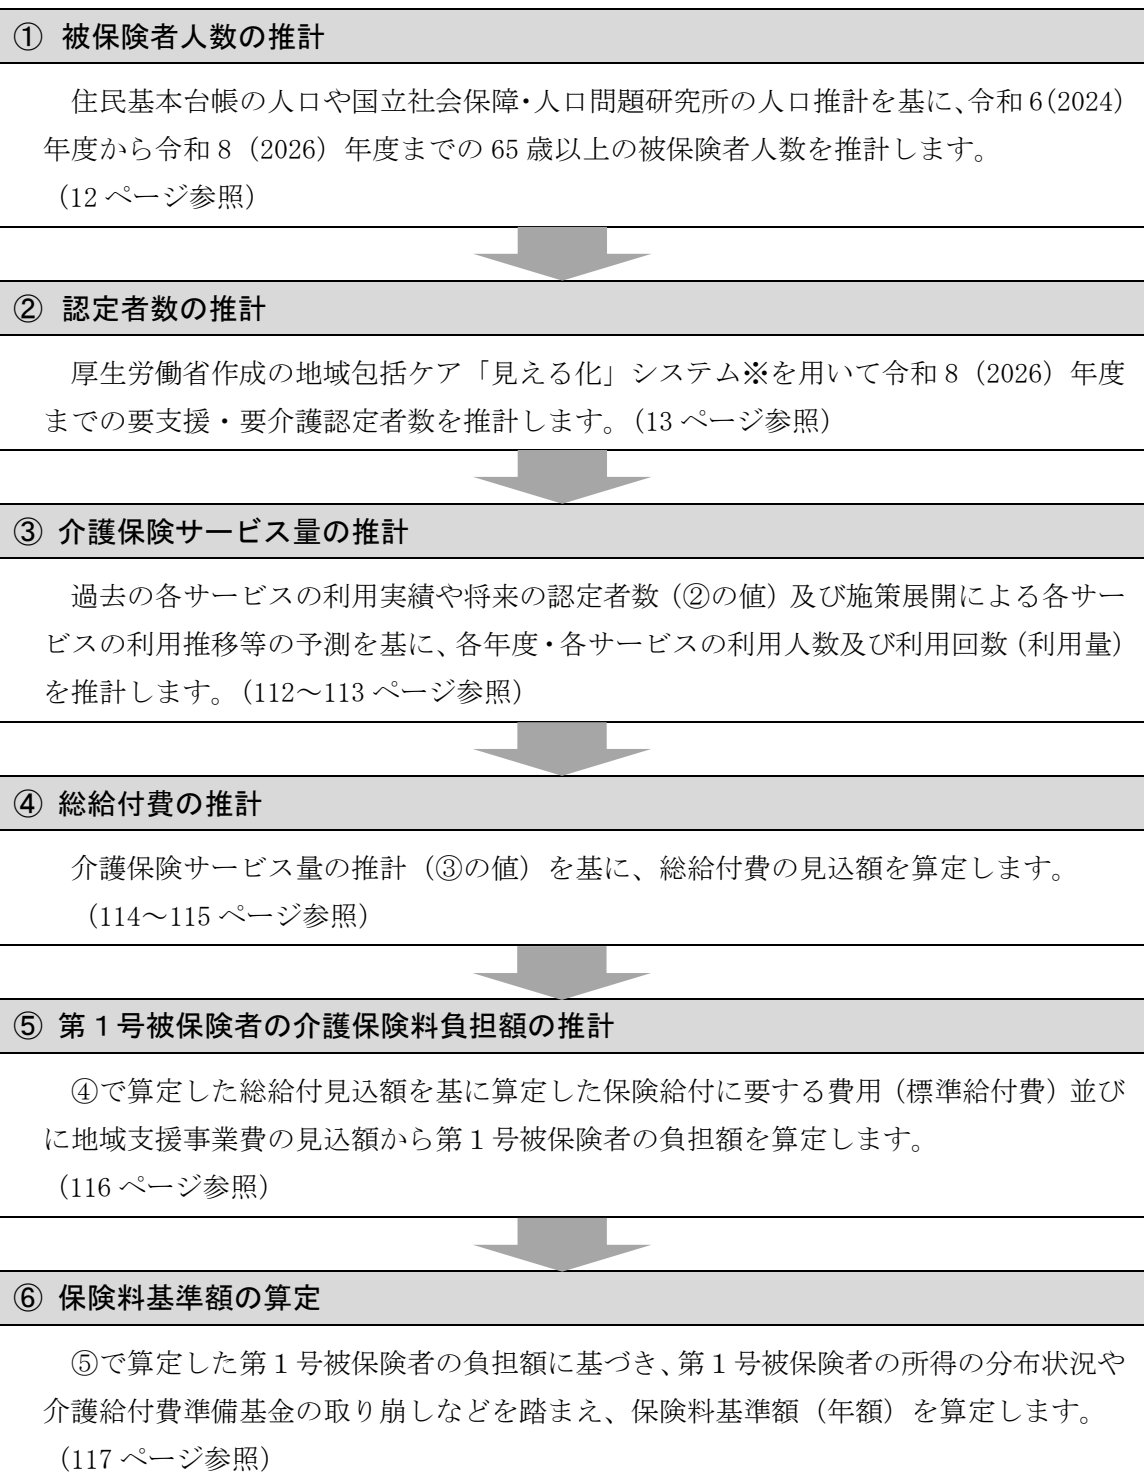 ① 被保険者人数の推計
住民基本台帳の人口や国立社会保障・人口問題研究所の人口推計を基に、令和6(2024)
年度から令和8（2026）年度までの65歳以上の被保険者人数を推計します。
（12ページ参照）
② 認定者数の推計
厚生労働省作成の地域包括ケア「見える化」システム※を用いて令和8（2026）年度
までの要支援・要介護認定者数を推計します。（13ページ参照）
③ 介護保険サービス量の推計
過去の各サービスの利用実績や将来の認定者数（②の値）及び施策展開による各サー
ビスの利用推移等の予測を基に、各年度・各サービスの利用人数及び利用回数（利用量）
を推計します。（112～113ページ参照）
④ 総給付費の推計
介護保険サービス量の推計（③の値）を基に、総給付費の見込額を算定します。
（114～115ページ参照）
⑤ 第１号被保険者の介護保険料負担額の推計
④で算定した総給付見込額を基に算定した保険給付に要する費用（標準給付費）並び
に地域支援事業費の見込額から第１号被保険者の負担額を算定します。
（116ページ参照）
⑥ 保険料基準額の算定
⑤で算定した第１号被保険者の負担額に基づき、第１号被保険者の所得の分布状況や
介護給付費準備基金の取り崩しなどを踏まえ、保険料基準額（年額）を算定します。
（117ページ参照）